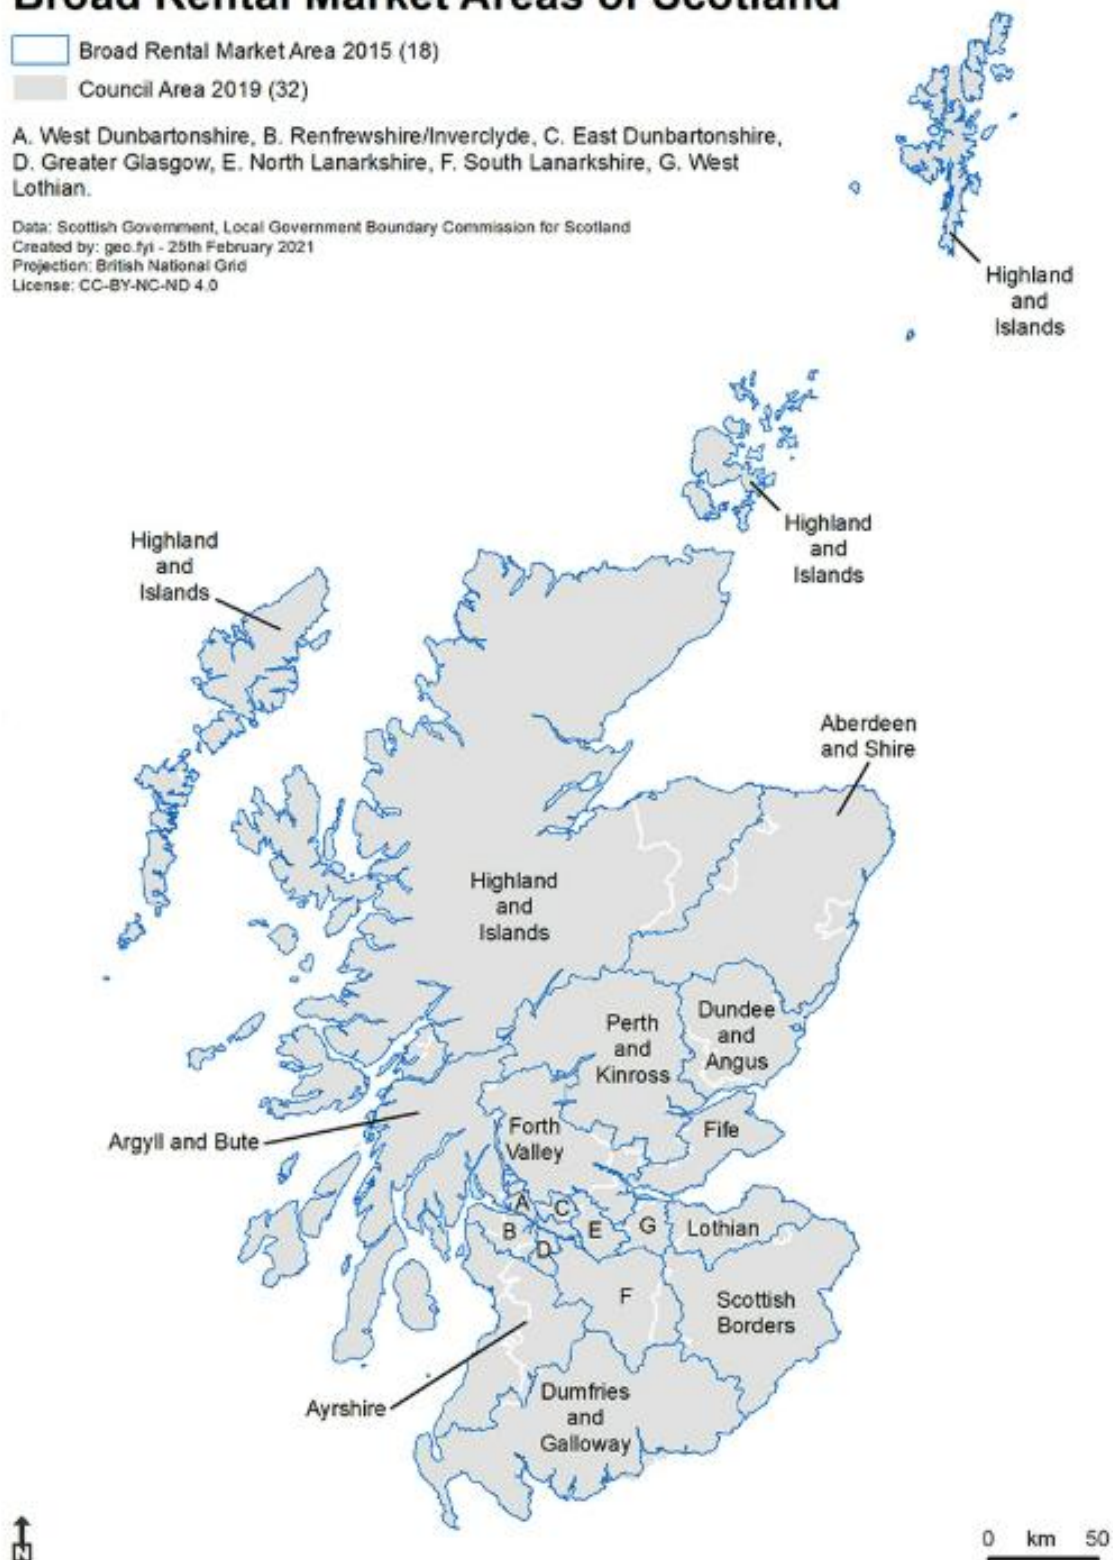 Broad Rental Market Areas of Scotland
Broad Rental Market Area 2015 (18)
Council Area 2019 (32)
A. West Dunbartonshire, B. Renfrewshire/Inverclyde, C. East Dunbartonshire,
D. Greater Glasgow, E. North Lanarkshire, F. South Lanarkshire, G. West
Lothian.
Data: Scottish Government, Local Government Boundary Commission for Scotland
Created by: geo.fyi - 25th February 2021
Projection: British National Grid
License: CC-BY-NC-ND 4.0
Highland
and
Islands
Highland
and
Islands
Highland
and
Islands
Aberdeen
and Shire
Highland
and
Islands
Perth
and
Kinross
Dundee
and
Angus
Argyll and Bute
Forth
Valley
Fife
A
C
B
E
G
Lothian
D
F
Scottish
Borders
Ayrshire
Dumfries
and
Galloway
N
0 km 50